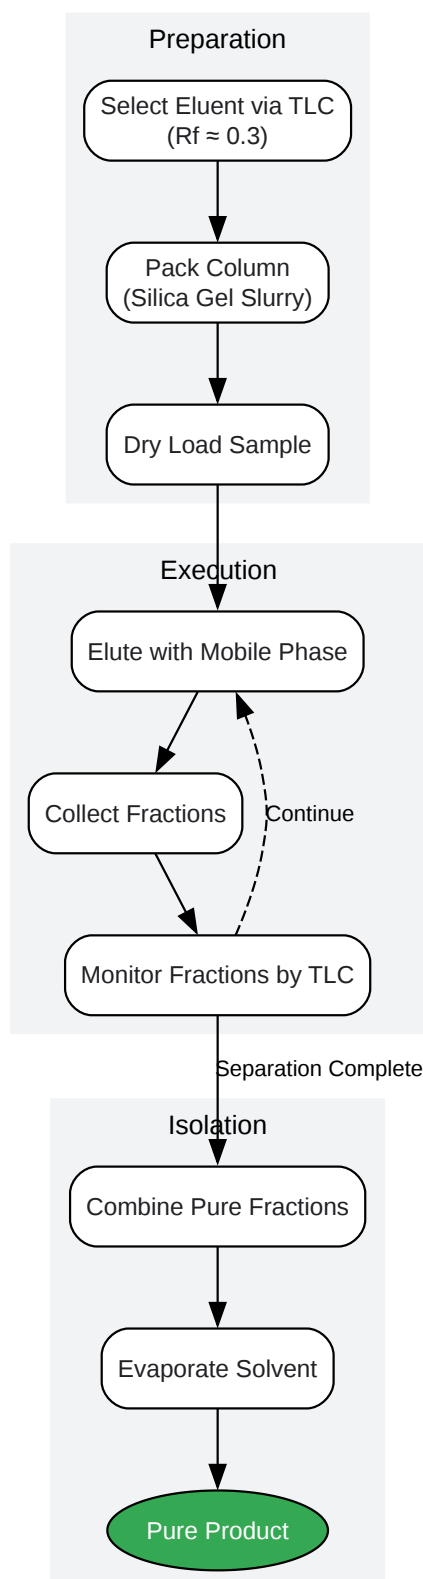 Preparation
Select Eluent via TLC
(Rf ≈ 0.3)
Pack Column
(Silica Gel Slurry)
Dry Load Sample
Execution
Elute with Mobile Phase
Collect Fractions
Continue
Monitor Fractions by TLC
Separation Complete
Isolation
Combine Pure Fractions
Evaporate Solvent
Pure Product